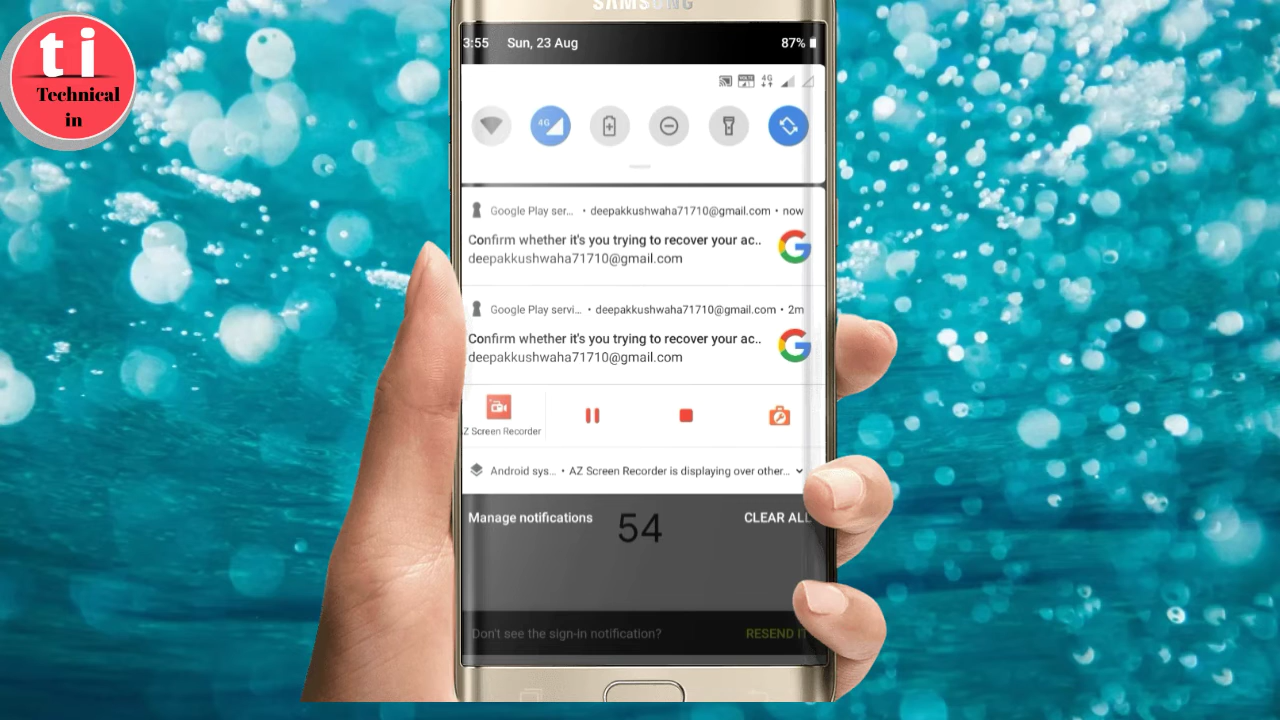 SAMSUNG
ti
Technical
in
3:55 Sun, 23 Aug 87%
4G
4G
Google Play ser... • deepakkushwaha71710@gmail.com • now
Confirm whether it's you trying to recover your ac..
deepakkushwaha71710@gmail.com
Google Play servi... • deepakkushwaha71710@gmail.com • 2m
Confirm whether it's you trying to recover your ac..
deepakkushwaha71710@gmail.com
Z Screen Recorder
Android sys... • AZ Screen Recorder is displaying over other...
Manage notifications CLEAR ALL
54
Don't see the sign-in notification? RESEND IT